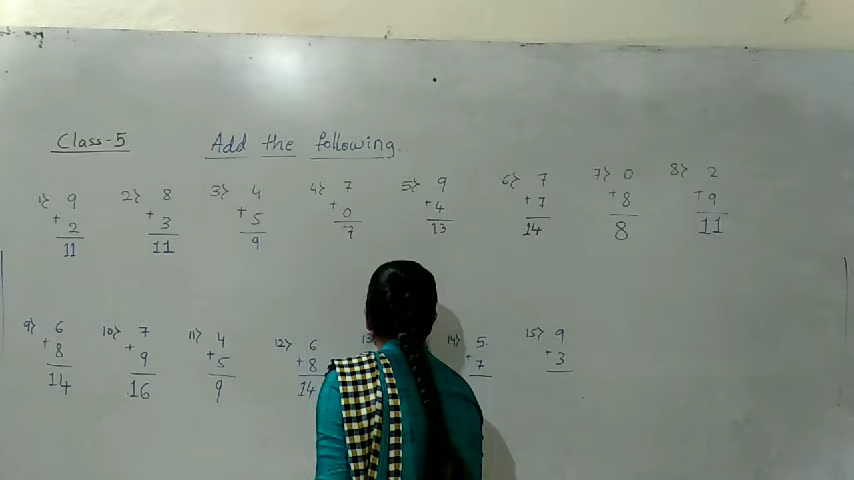 Class-5 Add the following.
1) 9 2) 8 3) 4 4) 7 5) 9 6) 7 7) 0 8) 2
+ 2 + 3 + 5 + 0 + 4 + 7 + 8 + 9
11 11 9 7 13 14 8 11
9) 6 10) 7 11) 4 12) 6 13 14) 5 15) 9
+ 8 + 9 + 5 + 8 + 7 + 3
14 16 9 14